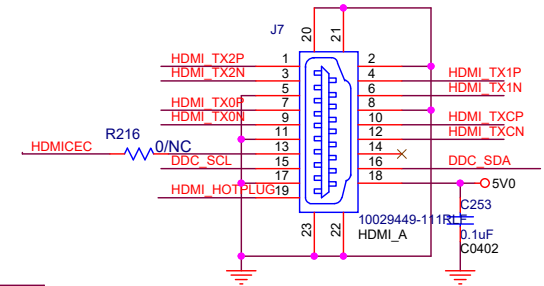 J7
20 21
HDMI_TX2P 1 2
HDMI_TX2N 3 4 HDMI_TX1P
5 6 HDMI_TX1N
HDMI_TX0P 7 8
HDMI_TX0N 9 10 HDMI_TXCP
11 12 HDMI_TXCN
R216
HDMICEC 0/NC 13 14
DDC_SCL 15 16 DDC_SDA
17 18 5V0
HDMI_HOTPLUG 19
C253
10029449-111RLF
0.1uF
HDMI_A
C0402
23 22